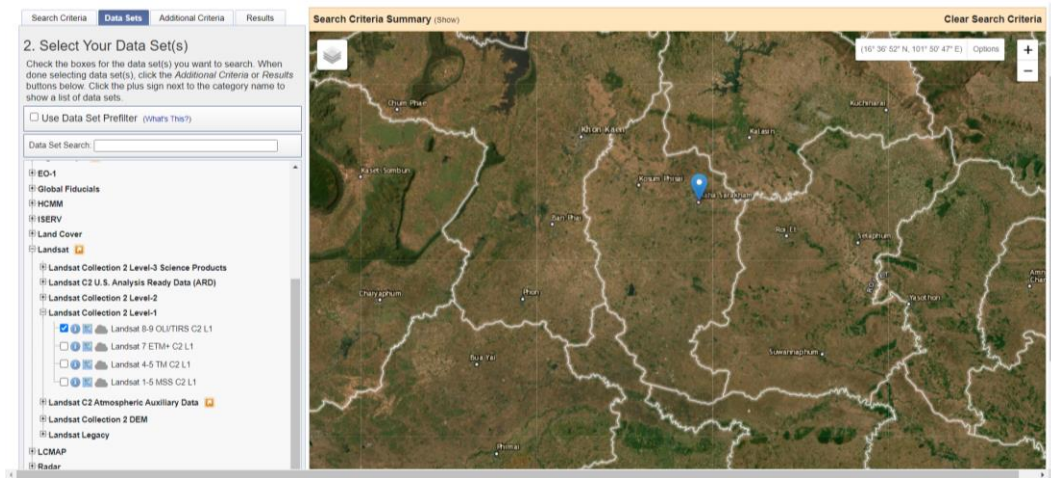 Search Criteria
Data Sets
Additional Criteria
Results
2. Select Your Data Set(s)
Check the boxes for the data set(s) you want to search. When
done selecting data set(s), click the Additional Criteria or Results
buttons below. Click the plus sign next to the category name to
show a list of data sets.
Use Data Set Prefilter (What's This?)
Data Set Search:
EO-1
Global Fiducials
HCMM
ISERV
Land Cover
Landsat
Landsat Collection 2 Level-3 Science Products
Landsat C2 U.S. Analysis Ready Data (ARD)
Landsat Collection 2 Level-2
Landsat Collection 2 Level-1
Landsat 8-9 OLI/TIRS C2 L1
Landsat 7 ETM+ C2 L1
Landsat 4-5 TM C2 L1
Landsat 1-5 MSS C2 L1
Landsat C2 Atmospheric Auxiliary Data
Landsat Collection 2 DEM
Landsat Legacy
LCMAP
Radar
Search Criteria Summary (Show)
Clear Search Criteria
(16° 36' 52" N, 101° 50' 47" E)
Options
+
−
Chum Phae
Khon Kaen
Kuchinarai
Kalasin
Kaset Sombun
Kosum Phisai
Ban Phai
Roi Et
Selaphum
Chaiyaphum
Phon
Yasothon
Bua Yai
Suwannaphum
Phimai